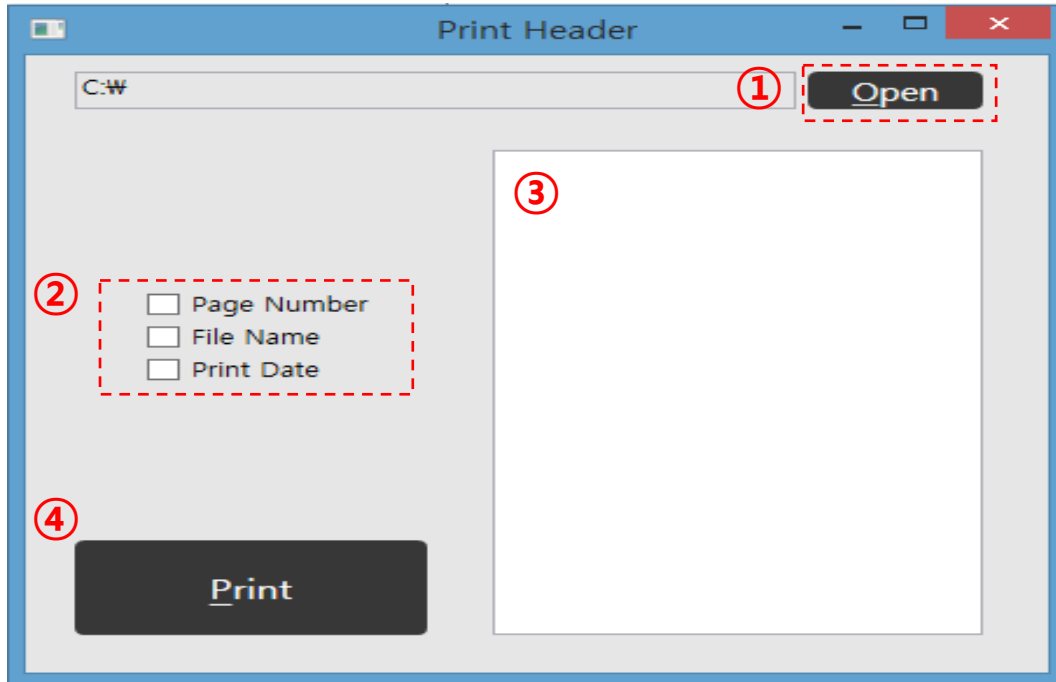 Print Header
C:₩
① Open
③
② Page Number
File Name
Print Date
④
Print